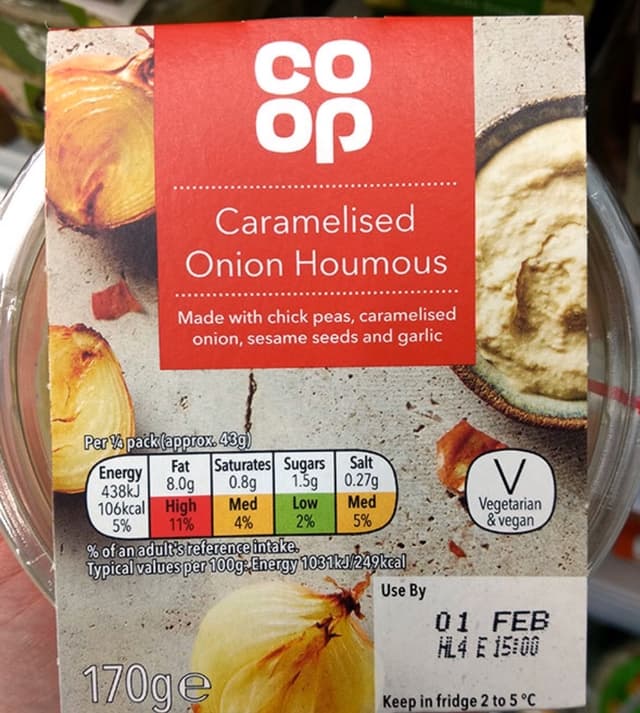 CO
OP
Caramelised
Onion Houmous
Made with chick peas, caramelised
onion, sesame seeds and garlic
Per ¼ pack (approx. 43g)
Energy 438kJ 106kcal 5%
Fat 8.0g High 11%
Saturates 0.8g Med 4%
Sugars 1.5g Low 2%
Salt 0.27g Med 5%
% of an adult's reference intake.
Typical values per 100g: Energy 1031kJ/249kcal
V
Vegetarian
& vegan
Use By
01 FEB
HL4 E 15:00
170g e
Keep in fridge 2 to 5 °C